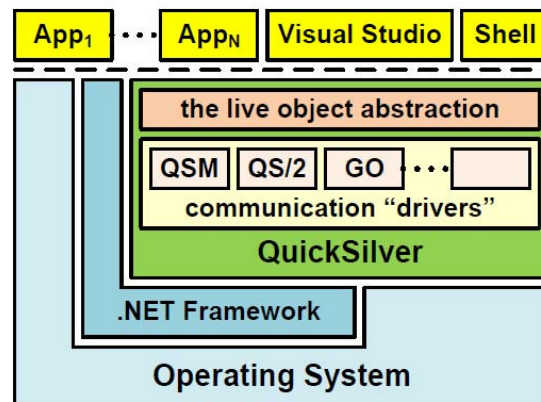 App₁ ..... App_N Visual Studio Shell
the live object abstraction
QSM QS/2 GO .....
communication “drivers”
QuickSilver
.NET Framework
Operating System